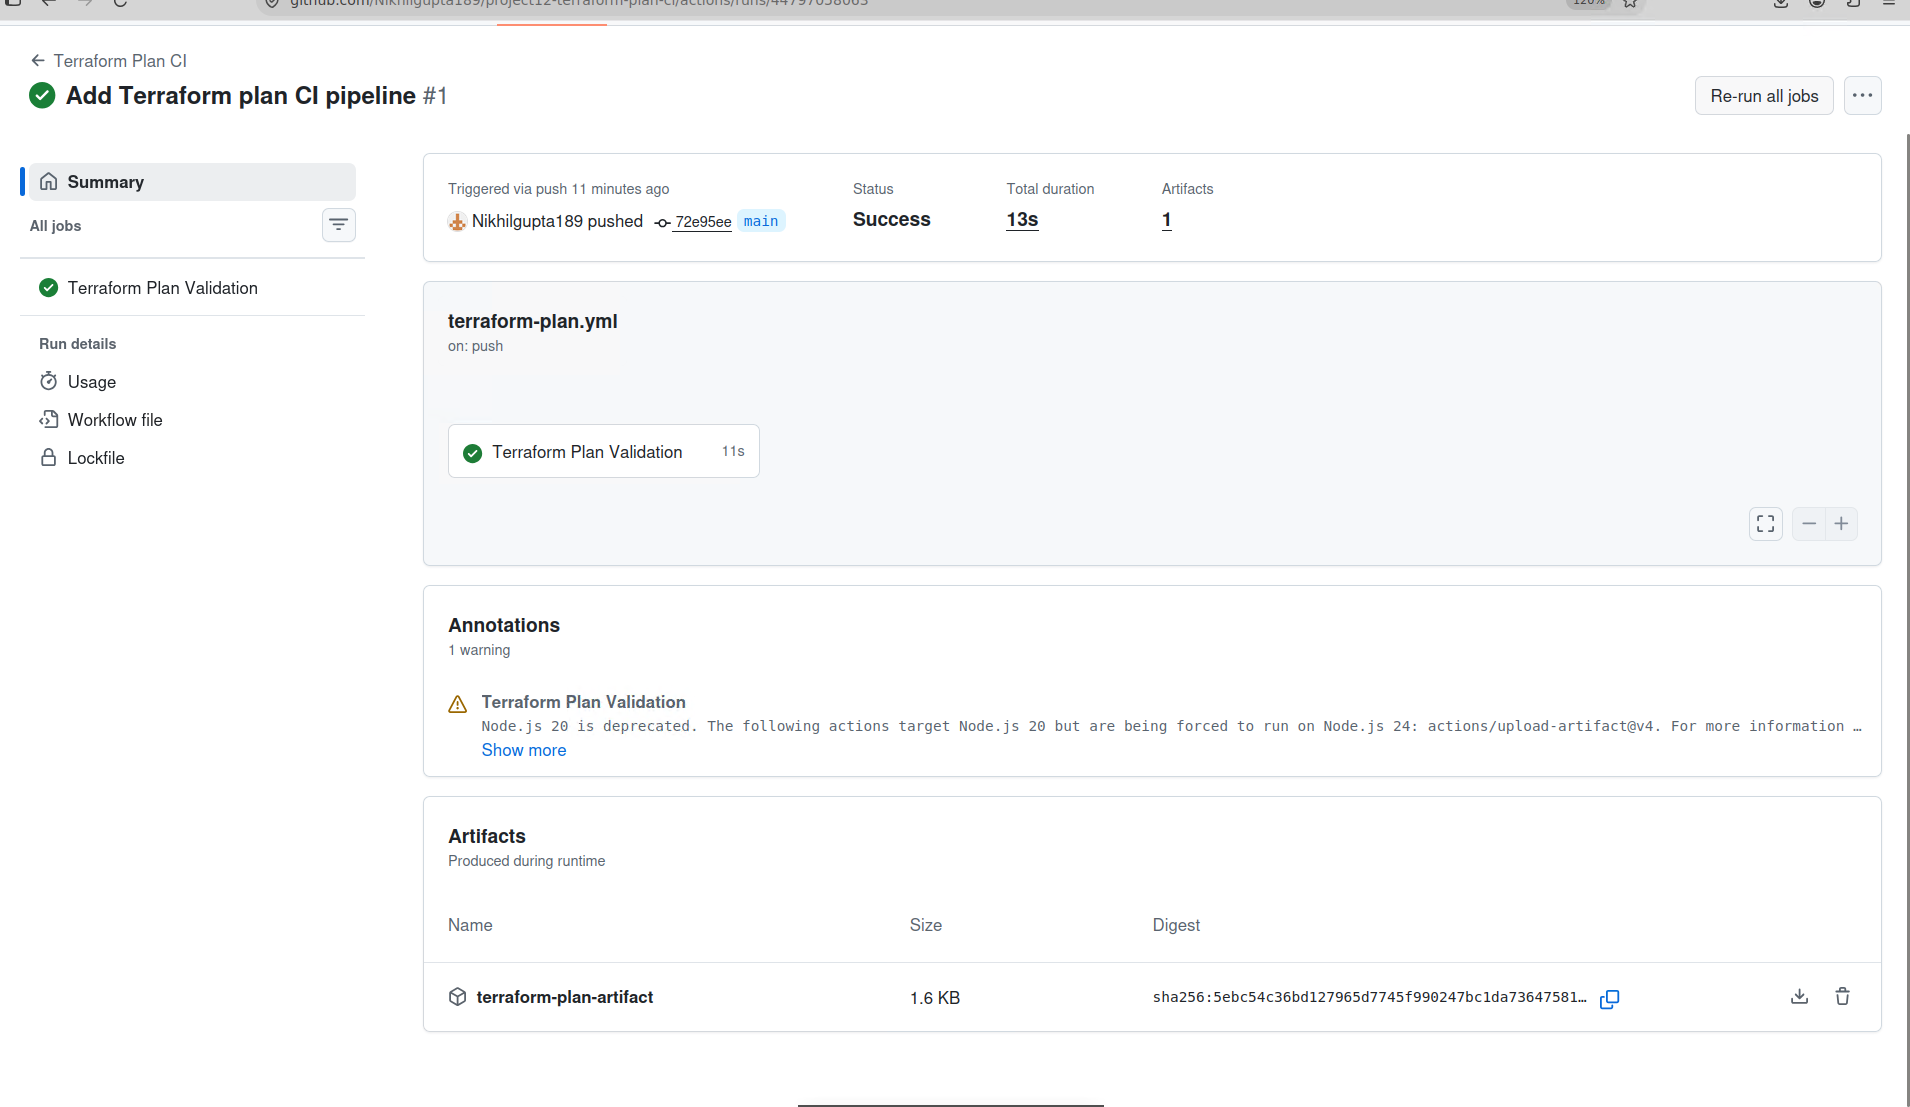 120%
Terraform Plan CI
Add Terraform plan CI pipeline #1
Re-run all jobs
Summary
All jobs
Terraform Plan Validation
Run details
Usage
Workflow file
Lockfile
Triggered via push 11 minutes ago
Nikhilgupta189 pushed 72e95ee main
Status
Success
Total duration
13s
Artifacts
1
terraform-plan.yml
on: push
Terraform Plan Validation 11s
Annotations
1 warning
Terraform Plan Validation
Node.js 20 is deprecated. The following actions target Node.js 20 but are being forced to run on Node.js 24: actions/upload-artifact@v4. For more information …
Show more
Artifacts
Produced during runtime
Name Size Digest
terraform-plan-artifact 1.6 KB sha256:5ebc54c36bd127965d7745f990247bc1da73647581…